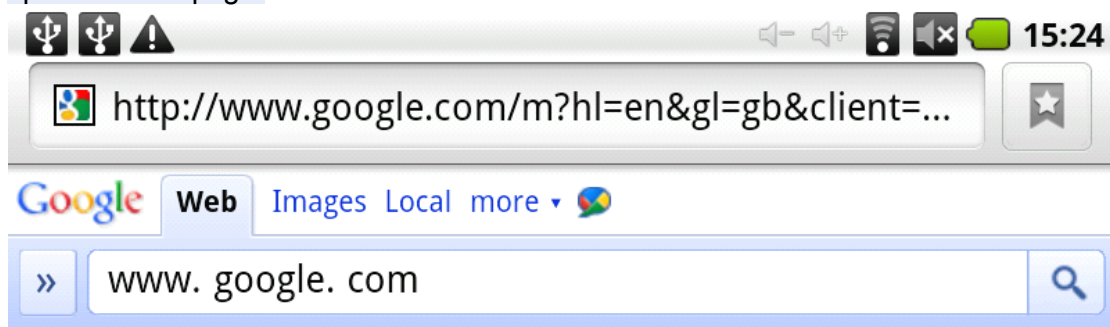 15:24
http://www.google.com/m?hl=en&gl=gb&client=...
Google Web Images Local more
» www. google. com